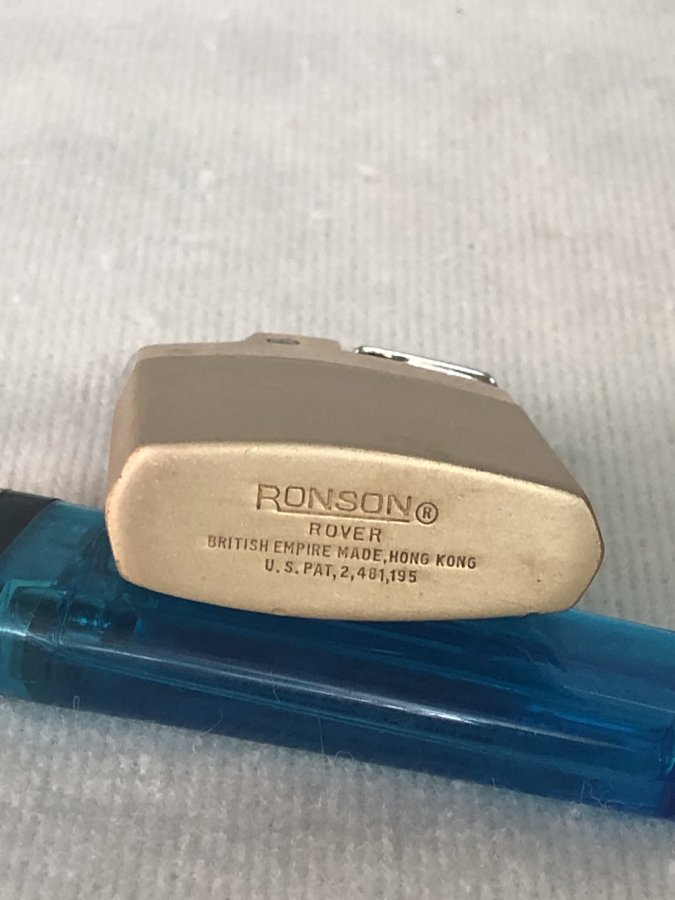 RONSON®
ROVER
BRITISH EMPIRE MADE,HONG KONG
U.S.PAT,2,481,195